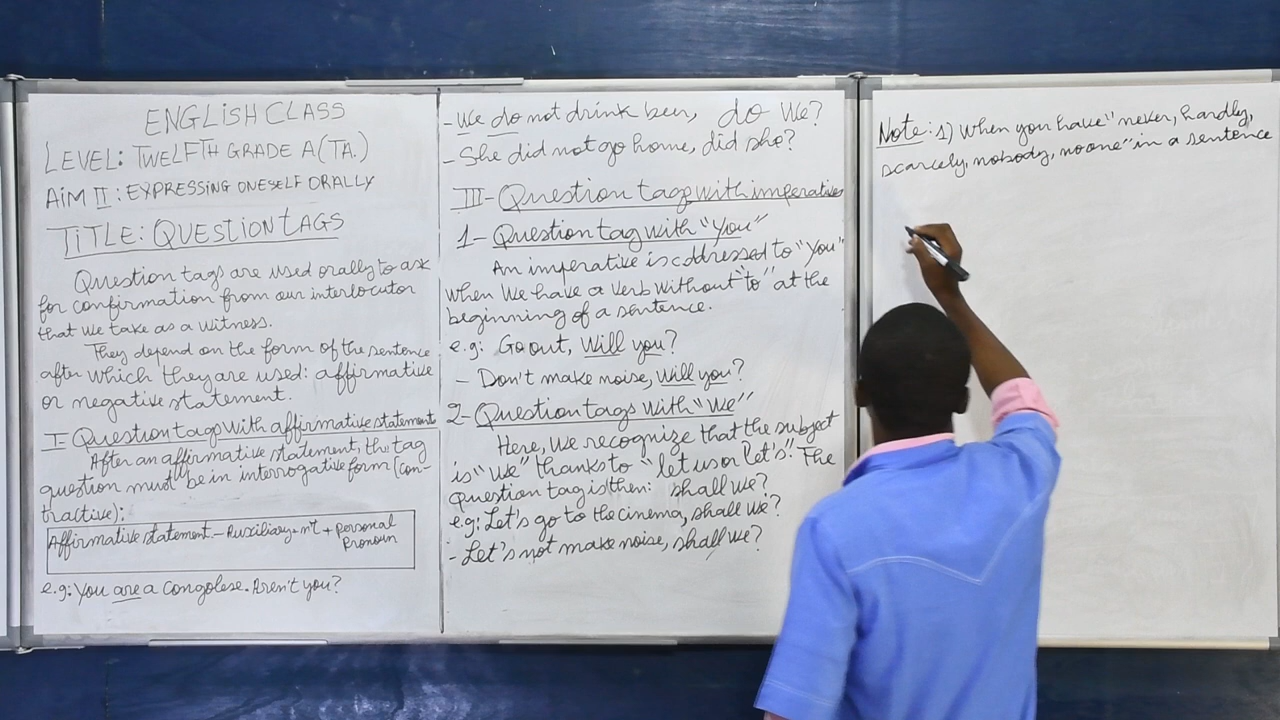 ENGLISH CLASS
LEVEL: TWELFTH GRADE A(TA.)
AIM II: EXPRESSING ONESELF ORALLY
TITLE: QUESTION TAGS
Question tags are used orally to ask
for confirmation from our interlocutor
that we take as a witness.
They depend on the form of the sentence
after which they are used: affirmative
or negative statement.
I- Question tags with affirmative statement
After an affirmative statement, the tag
question must be in interrogative form (con-
tractive):
Affirmative statement - Auxiliary + n't + personal
pronoun
e.g: You are a Congolese. Aren't you?
- We do not drink beer, do we?
- She did not go home, did she?
III- Question tags with imperatives
1- Question tag with "You"
An imperative is addressed to "You"
when we have a verb without "to" at the
beginning of a sentence.
e.g: Go out, Will you?
- Don't make noise, Will you?
2- Question tags with "We"
Here, we recognize that the subject
is "we" thanks to "let us or let's". The
question tag is then: shall we?
e.g: Let's go to the cinema, shall we?
- Let's not make noise, shall we?
Note: 1) When you have "never, hardly,
scarcely, nobody, no one" in a sentence